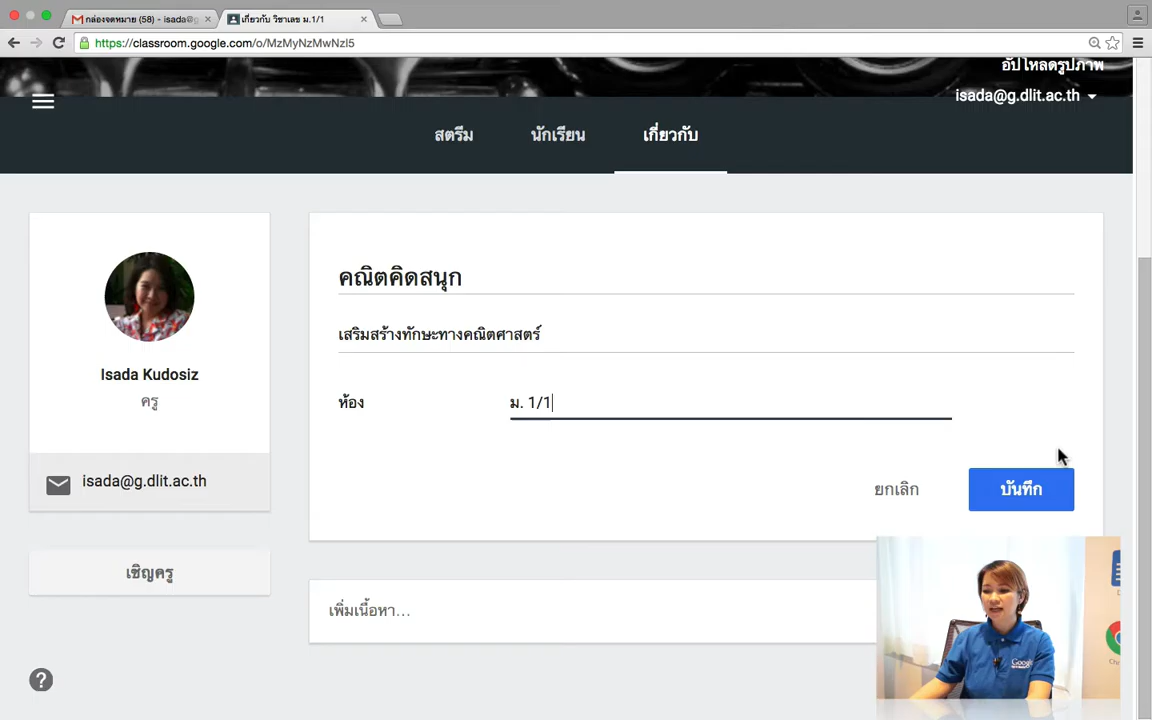 กล่องจดหมาย (58) - isada@g
เกี่ยวกับ วิชาเลข ม.1/1
https://classroom.google.com/o/MzMyNzMwNzI5
อัปโหลดรูปภาพ
isada@g.dlit.ac.th
สตรีม
นักเรียน
เกี่ยวกับ
คณิตคิดสนุก
เสริมสร้างทักษะทางคณิตศาสตร์
Isada Kudosiz
ครู
ห้อง
ม. 1/1
isada@g.dlit.ac.th
ยกเลิก
บันทึก
เชิญครู
เพิ่มเนื้อหา...
Google